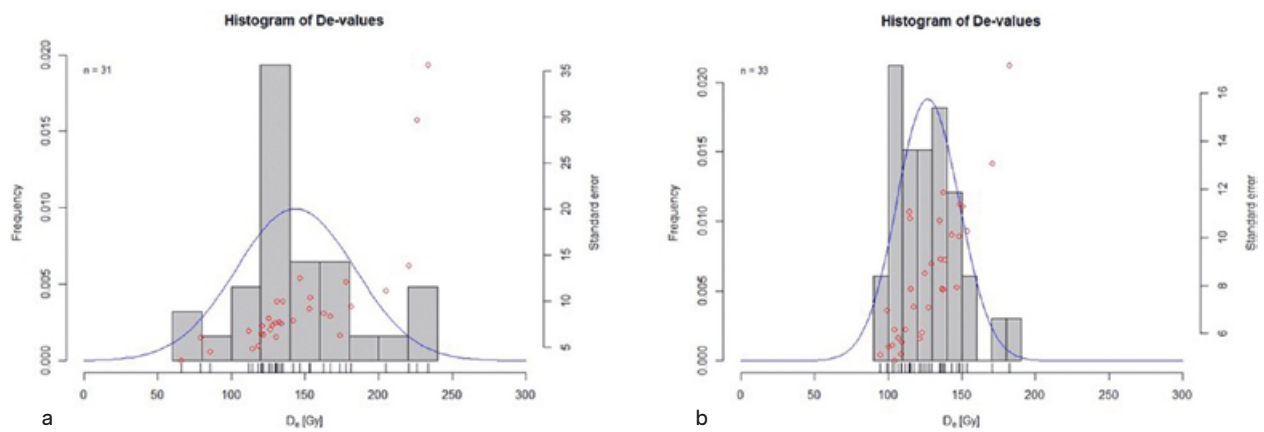 Histogram of De-values
n = 31
0.020
0.015
0.010
0.005
0.000
Frequency
35
30
25
20
15
10
5
Standard error
0 50 100 150 200 250 300
Dₑ [Gy]
a
Histogram of De-values
n = 33
0.020
0.015
0.010
0.005
0.000
Frequency
16
14
12
10
8
6
Standard error
0 50 100 150 200 250 300
Dₑ [Gy]
b